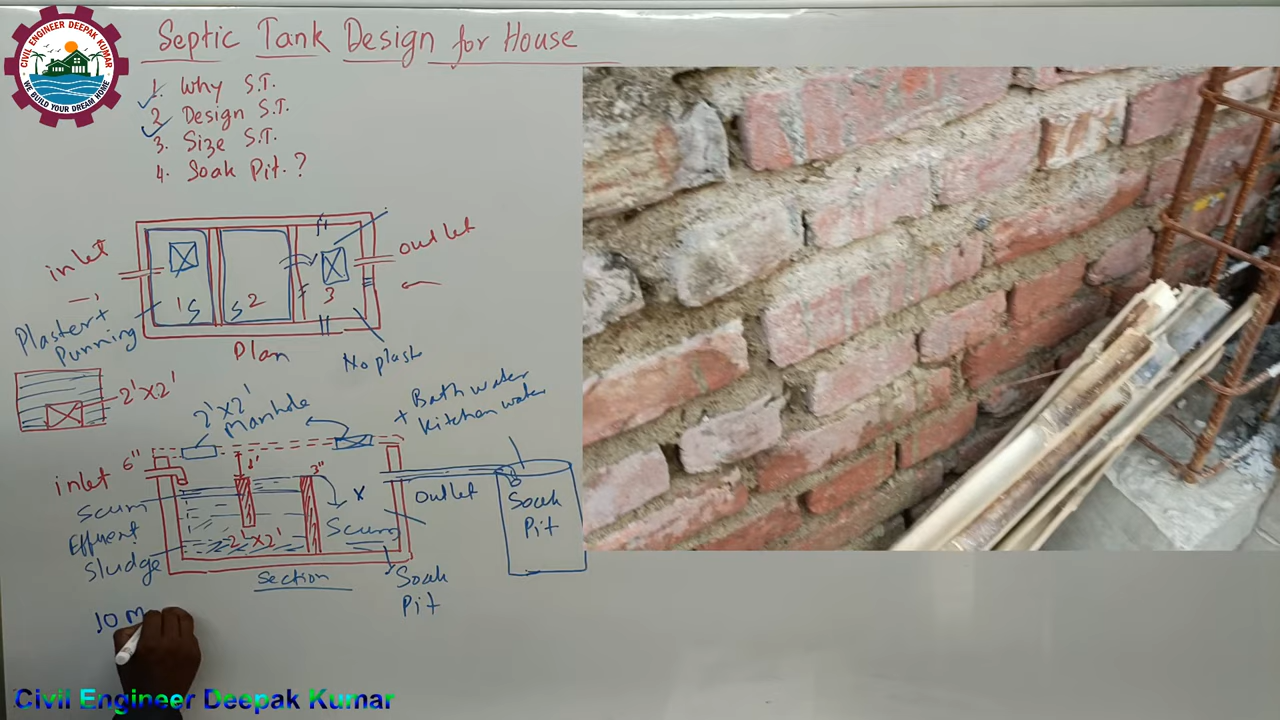 CIVIL ENGINEER DEEPAK KUMAR
WE BUILD YOUR DREAM HOME
Septic Tank Design for House
1. Why S.T.
2 Design S.T.
3. Size S.T.
4. Soak Pit. ?
inlet
outlet
1 S
S 2
3
Plaster +
Punning
Plan
No plast
2'X2'
2'X2'
Manhole
+ Bath water
Kitchen water
inlet 6"
1'
3"
X
outlet
Soak
Pit
Scum
Scum
Effluent
Sludge
2'X2'
Section
Soak
Pit
10 M
Civil Engineer Deepak Kumar